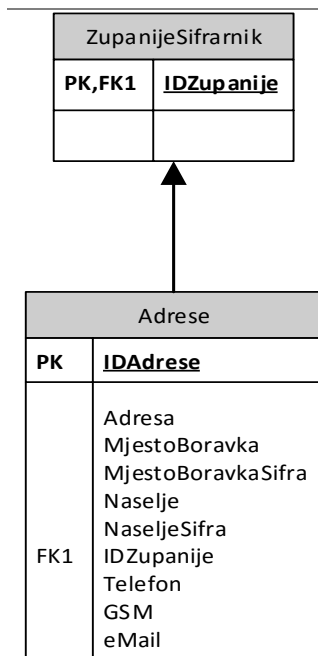 ZupanijeSifrarnik
PK,FK1 IDZupanije
Adrese
PK IDAdrese
Adresa
MjestoBoravka
MjestoBoravkaSifra
Naselje
NaseljeSifra
FK1 IDZupanije
Telefon
GSM
eMail